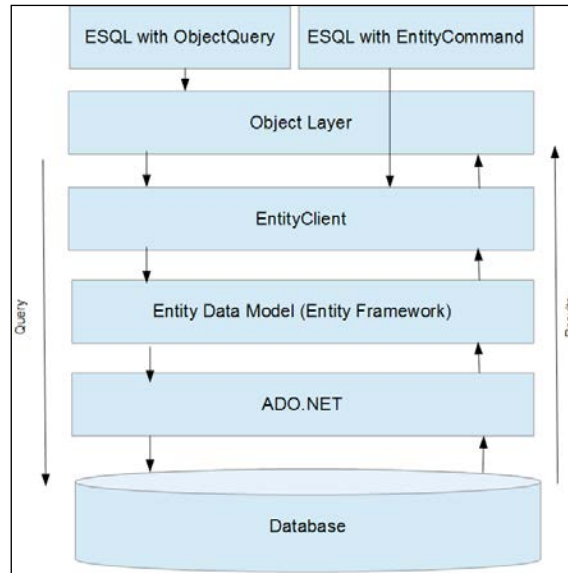 ESQL with ObjectQuery
ESQL with EntityCommand
Object Layer
EntityClient
Entity Data Model (Entity Framework)
ADO.NET
Database
Query